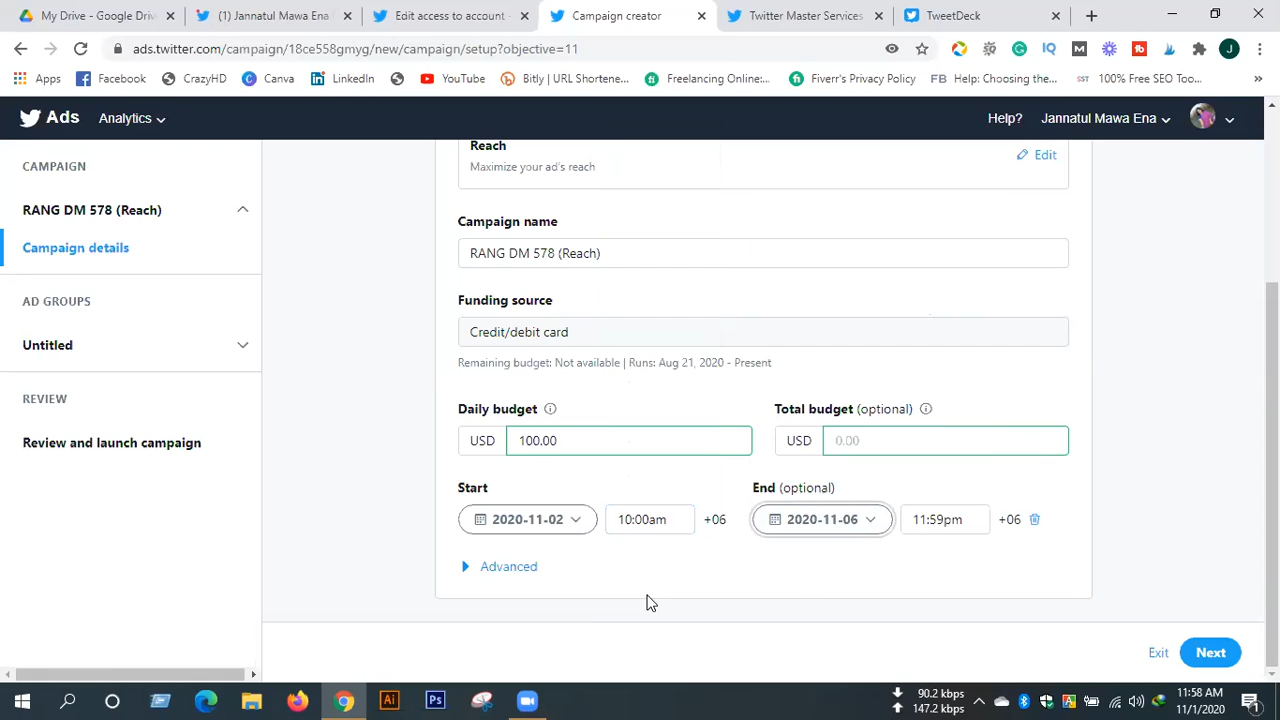 My Drive - Google Driv
(1) Jannatul Mawa Ena
Edit access to account -
Campaign creator
Twitter Master Services
TweetDeck
ads.twitter.com/campaign/18ce558gmyg/new/campaign/setup?objective=11
Apps
Facebook
CrazyHD
Canva
LinkedIn
YouTube
Bitly | URL Shortene...
Freelancing Online:...
Fiverr's Privacy Policy
FB Help: Choosing the...
SST 100% Free SEO Too...
Ads
Analytics
Help?
Jannatul Mawa Ena
CAMPAIGN
RANG DM 578 (Reach)
Campaign details
AD GROUPS
Untitled
REVIEW
Review and launch campaign
Reach
Maximize your ad's reach
Edit
Campaign name
RANG DM 578 (Reach)
Funding source
Credit/debit card
Remaining budget: Not available | Runs: Aug 21, 2020 - Present
Daily budget
Total budget (optional)
USD 100.00
USD 0.00
Start
End (optional)
2020-11-02 10:00am +06
2020-11-06 11:59pm +06
Advanced
Exit
Next
90.2 kbps
147.2 kbps
11:58 AM
11/1/2020